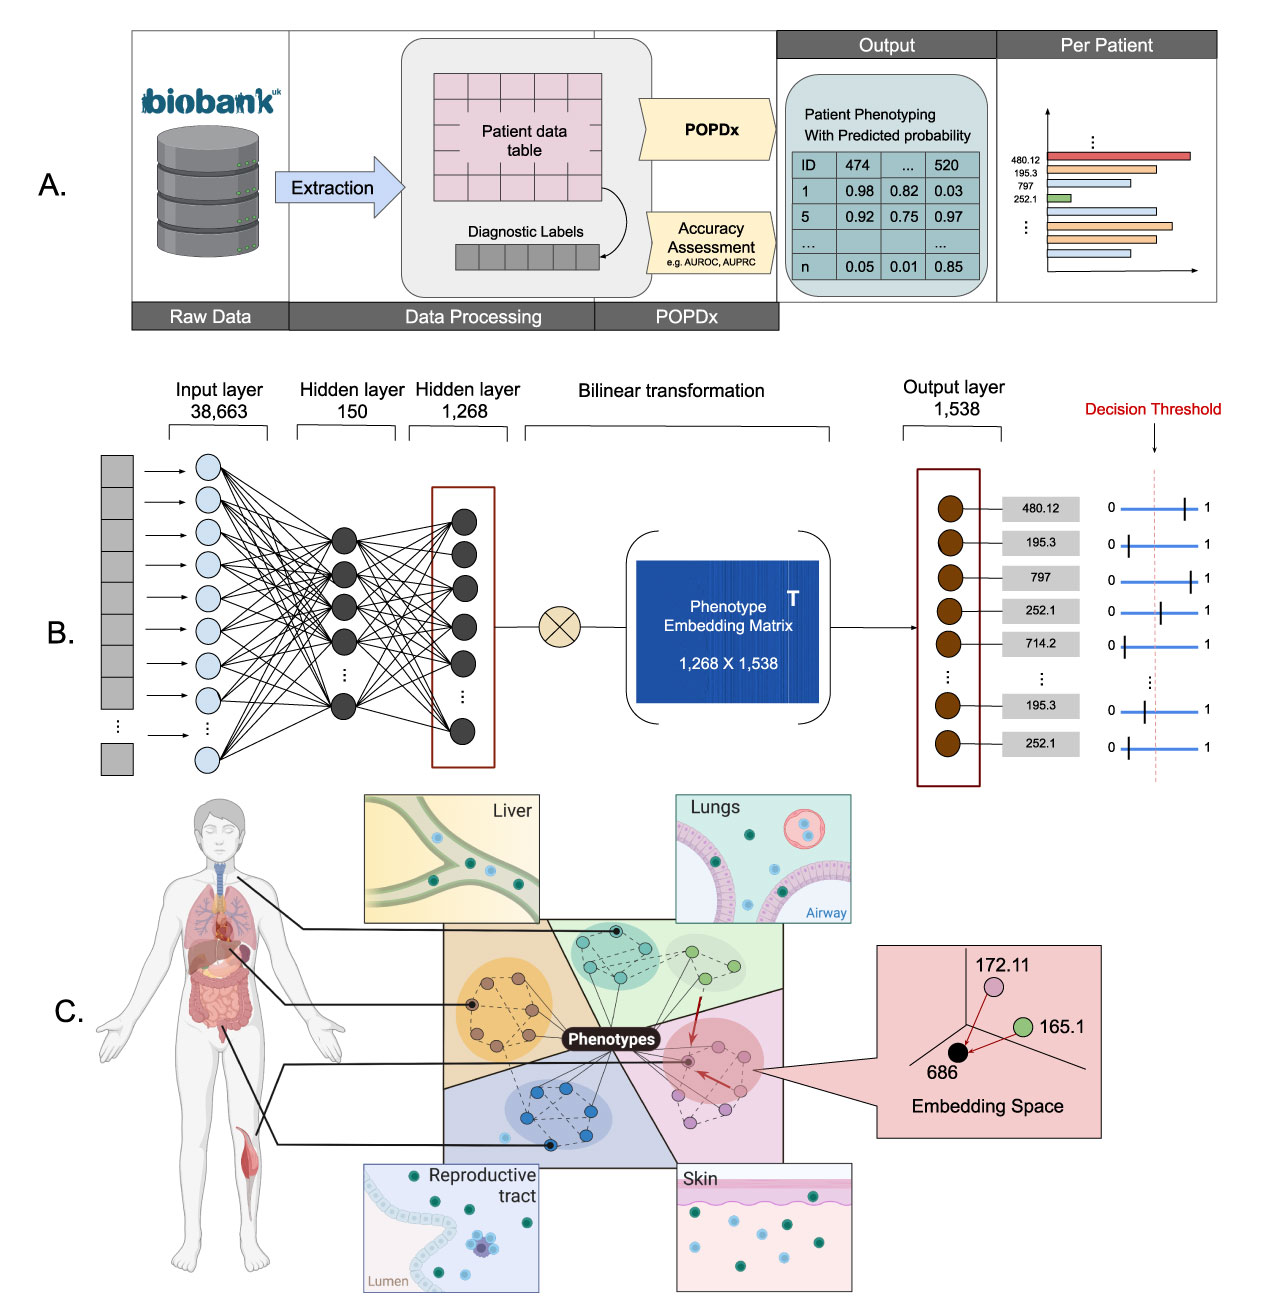 A.
biobank uk
Extraction
Patient data
table
Diagnostic Labels
POPDx
Accuracy
Assessment
e.g. AUROC, AUPRC
Raw Data
Data Processing
POPDx
Output
Patient Phenotyping
With Predicted probability
ID 474 ... 520
1 0.98 0.82 0.03
5 0.92 0.75 0.97
... ...
n 0.05 0.01 0.85
Per Patient
...
480.12
195.3
797
252.1
...
B.
Input layer
38,663
Hidden layer
150
Hidden layer
1,268
Bilinear transformation
Output layer
1,538
Decision Threshold
Phenotype
Embedding Matrix T
1,268 X 1,538
480.12 0 1
195.3 0 1
797 0 1
252.1 0 1
714.2 0 1
...
195.3 0 1
252.1 0 1
C.
Liver
Lungs
Airway
Phenotypes
172.11
165.1
686
Embedding Space
Reproductive
tract
Lumen
Skin